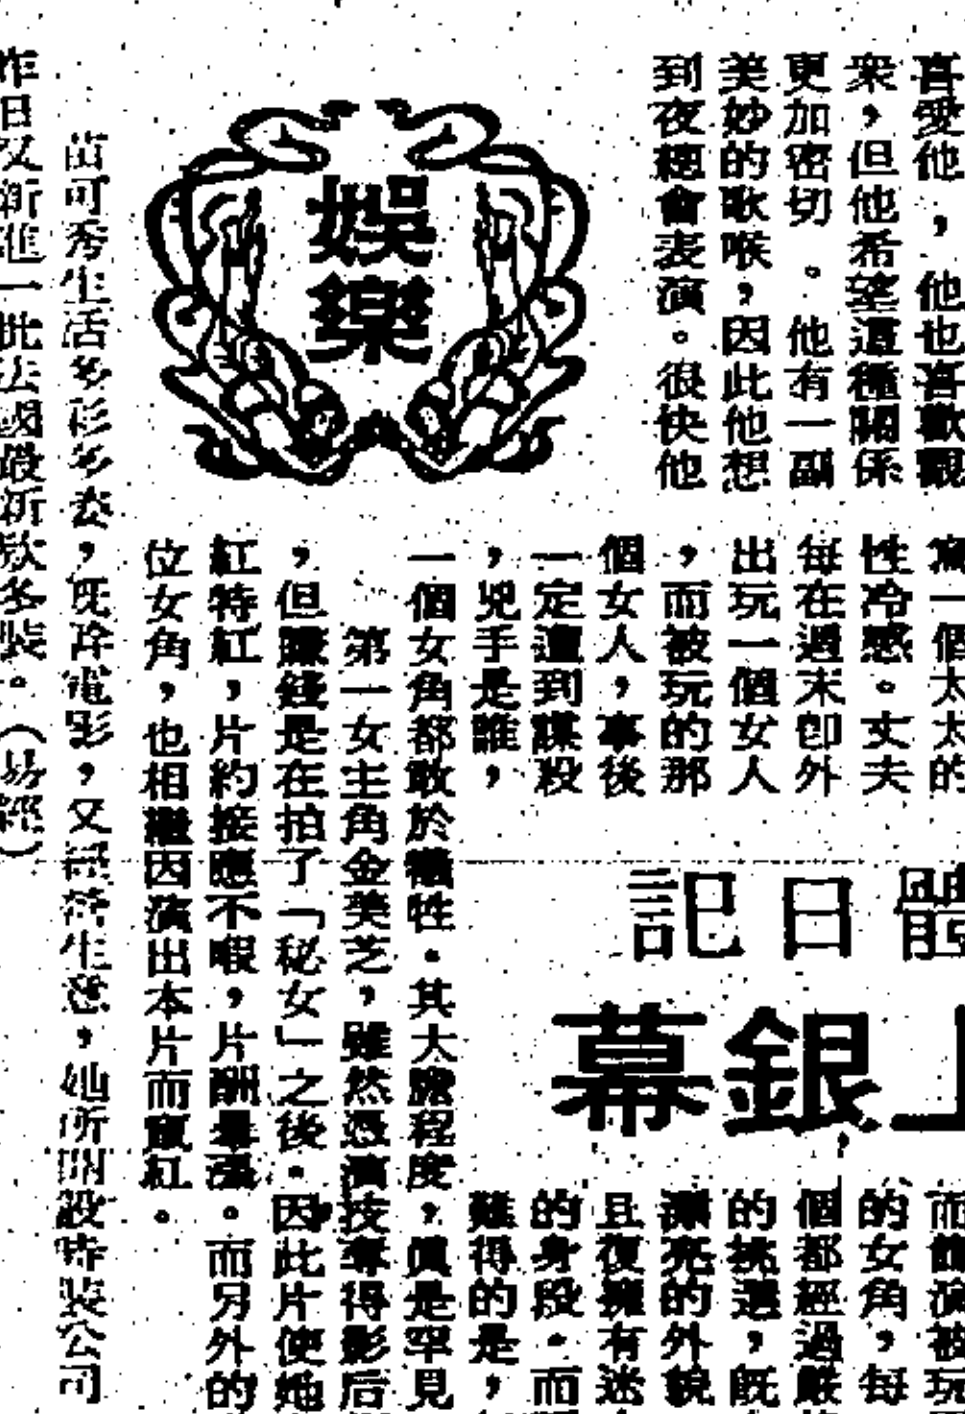 喜愛他，他也喜歡觀
衆，但他希望這種關係
更加密切。他有一副
美妙的歌喉，因此他想
到夜總會表演。很快他
娛樂
一個太太的
性冷感。丈夫
每在週末卽外
出玩一個女人
，而被玩的那
個女人，事後
一定遭到謀殺
，兇手是誰，
體日記
上銀幕
而飾演被玩
的女角，每
個都經過嚴
的挑選，旣
漂亮的外貌
且復擁有迷
的身段。而
難得的是，
一個女角都敢於犧牲。其大膽程度，眞是罕見
第一女主角金美芝，雖然憑演技奪得影后
，但賺錢是在拍了「秘女」之後。因此片使她
紅特紅，片約接應不暇，片酬暴漲。而另外的
位女角，也相繼因演出本片而竄紅。
苗可秀生活多彩多姿，旣拍電影，又經營生意，她所開設時裝公司
昨日又新進一批法國最新欵冬裝。（易經）